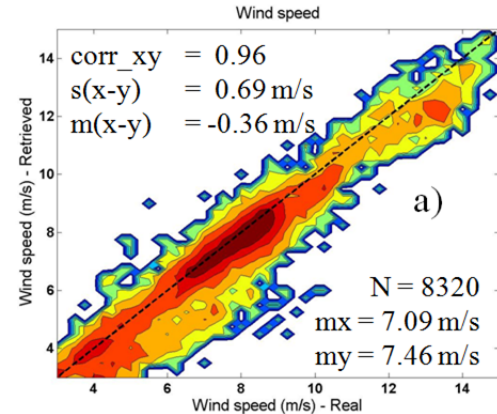 Wind speed
corr_xy = 0.96
s(x-y) = 0.69 m/s
m(x-y) = -0.36 m/s
a)
N = 8320
mx = 7.09 m/s
my = 7.46 m/s
Wind speed (m/s) - Retrieved
14
12
10
8
6
4
4 6 8 10 12 14
Wind speed (m/s) - Real